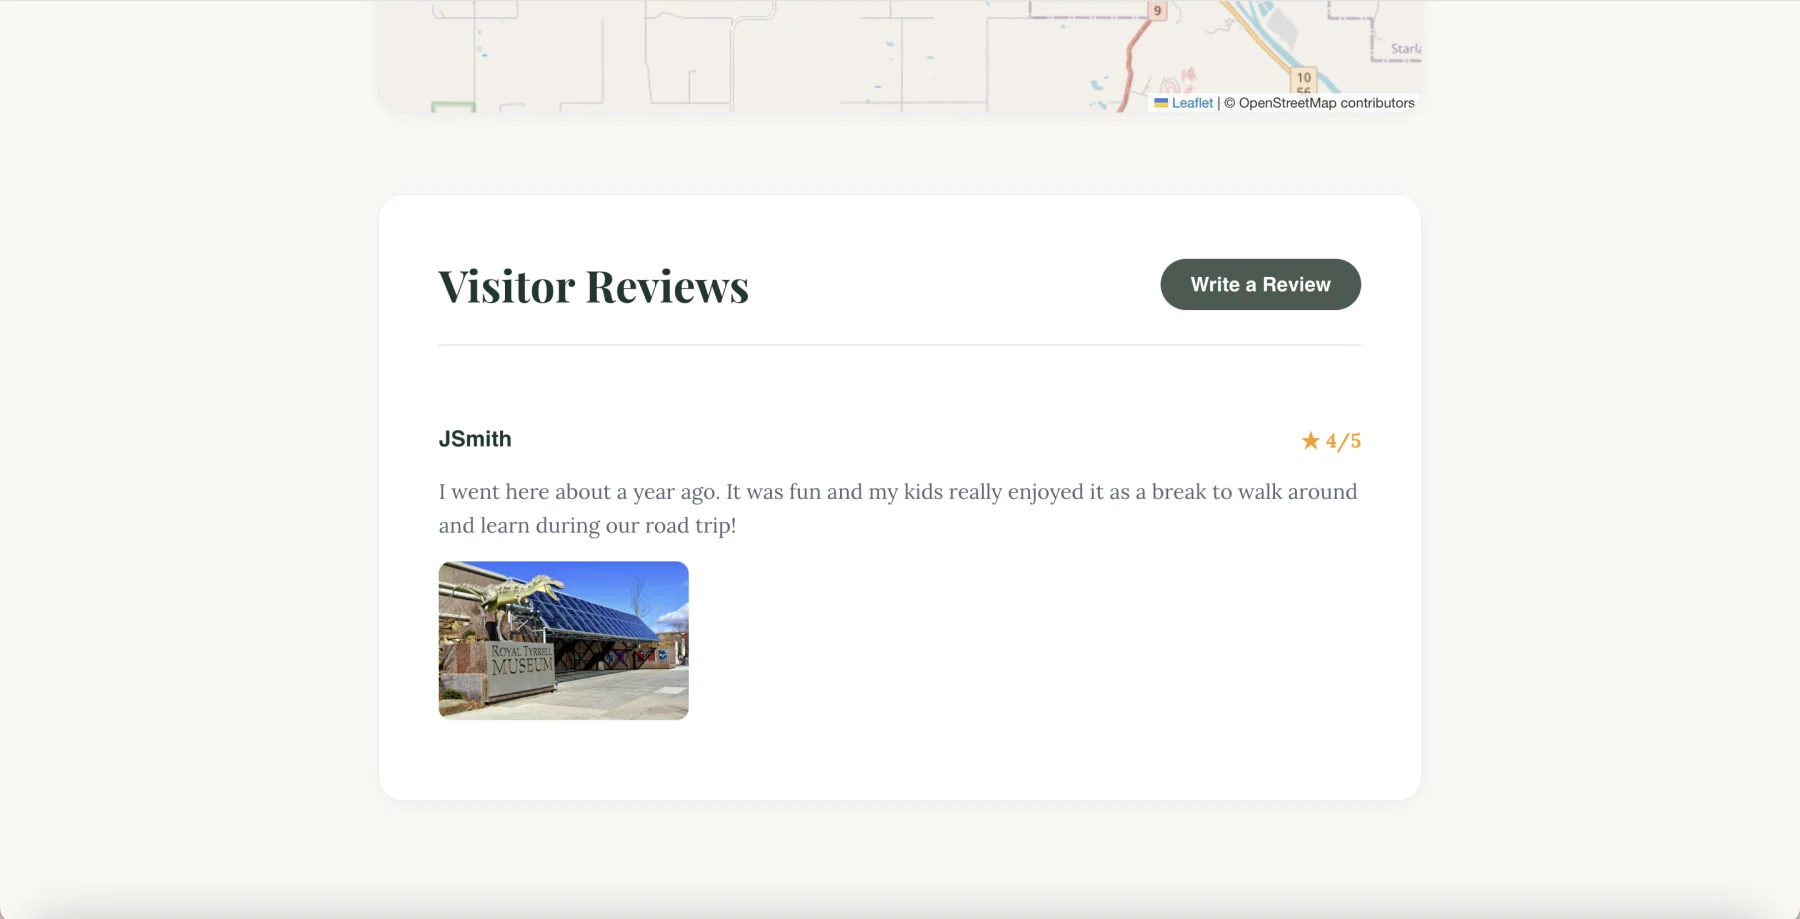 9
Starla
10
56
Leaflet | © OpenStreetMap contributors
Visitor Reviews
Write a Review
JSmith
★ 4/5
I went here about a year ago. It was fun and my kids really enjoyed it as a break to walk around
and learn during our road trip!
ROYAL TYRRELL
MUSEUM